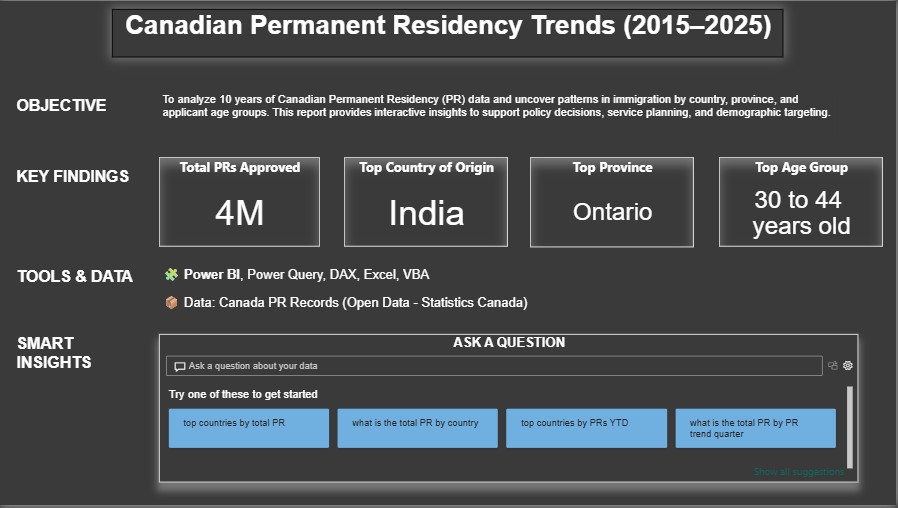 Canadian Permanent Residency Trends (2015–2025)
OBJECTIVE
To analyze 10 years of Canadian Permanent Residency (PR) data and uncover patterns in immigration by country, province, and
applicant age groups. This report provides interactive insights to support policy decisions, service planning, and demographic targeting.
KEY FINDINGS
Total PRs Approved
4M
Top Country of Origin
India
Top Province
Ontario
Top Age Group
30 to 44
years old
TOOLS & DATA
Power BI, Power Query, DAX, Excel, VBA
Data: Canada PR Records (Open Data - Statistics Canada)
SMART
INSIGHTS
ASK A QUESTION
Ask a question about your data
Try one of these to get started
top countries by total PR
what is the total PR by country
top countries by PRs YTD
what is the total PR by PR
trend quarter
Show all suggestions